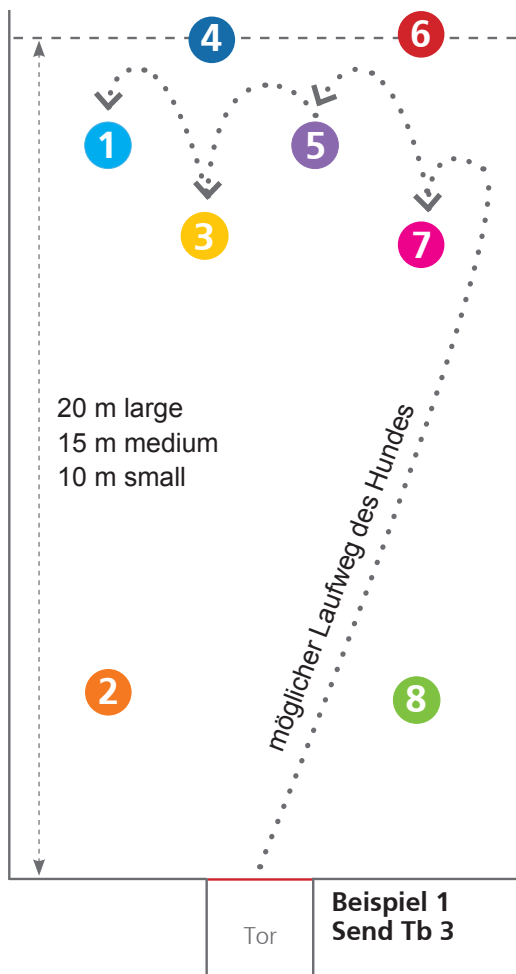 4
6
1
5
3
7
20 m large
15 m medium
10 m small
möglicher Laufweg des Hundes
2
8
Tor
Beispiel 1
Send Tb 3